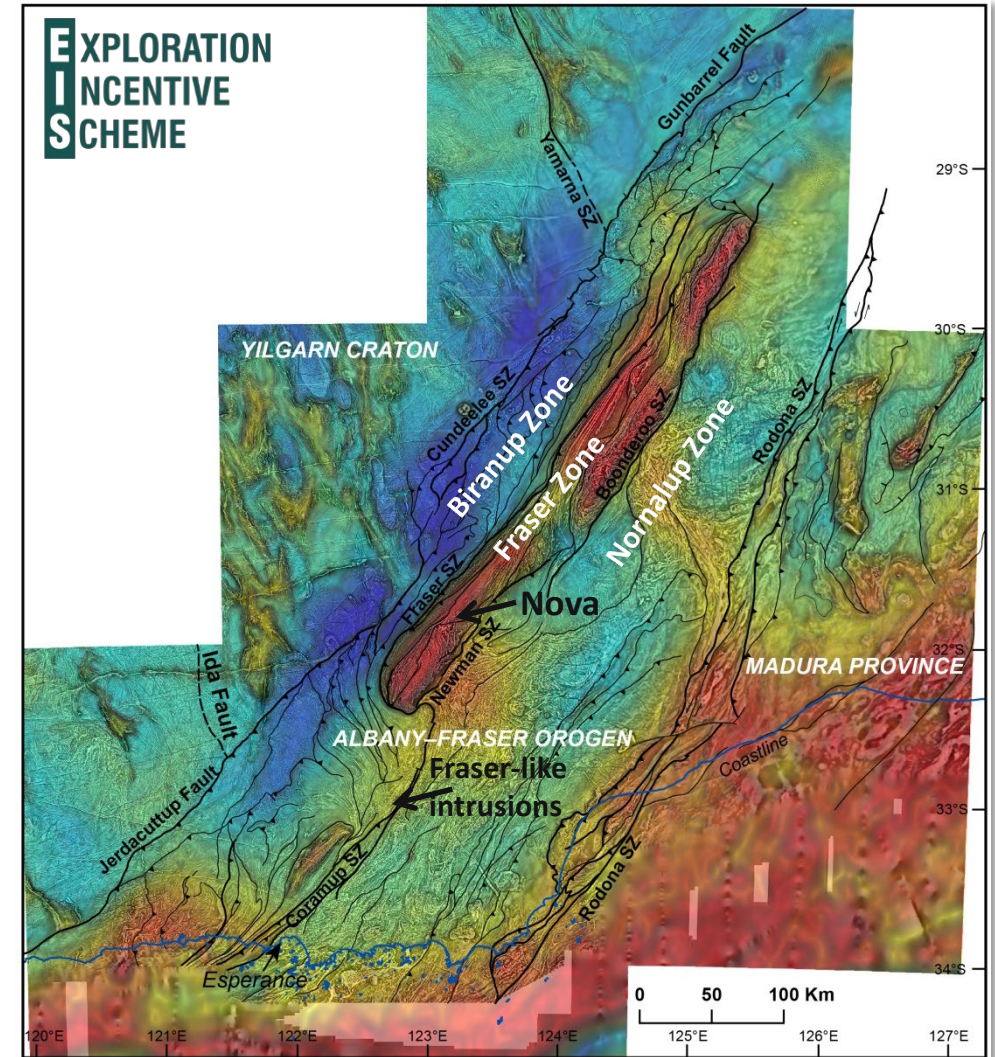 EXPLORATION
INCENTIVE
SCHEME
Gunbarrel Fault
Yamarna SZ
29°S
30°S
YILGARN CRATON
Cundeelee SZ
Biranup Zone
Fraser Zone
Boonderoo SZ
Nornalup Zone
Rodona SZ
31°S
Fraser SZ
Nova
Newman SZ
32°S
Ida Fault
MADURA PROVINCE
ALBANY–FRASER OROGEN
Coastline
Fraser-like
intrusions
33°S
Jerdacuttup Fault
Coramup SZ
Rodona SZ
Esperance
34°S
0 50 100 Km
120°E 121°E 122°E 123°E 124°E 125°E 126°E 127°E